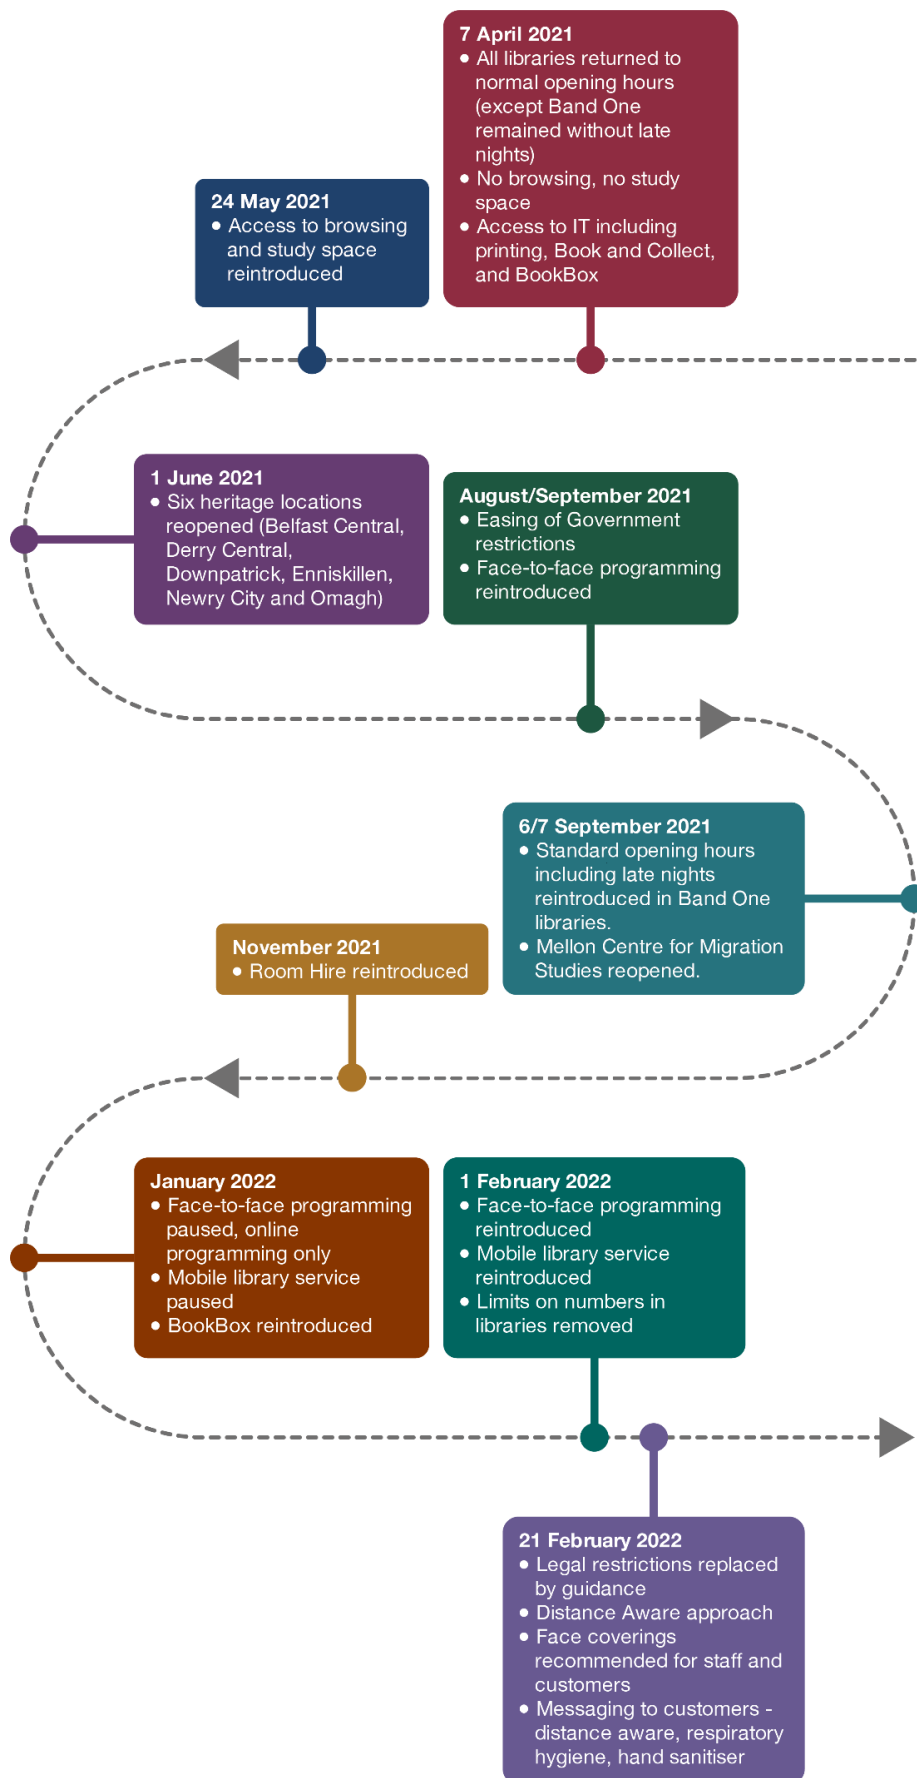 7 April 2021
● All libraries returned to
normal opening hours
(except Band One
remained without late
nights)
● No browsing, no study
space
● Access to IT including
printing, Book and Collect,
and BookBox
24 May 2021
● Access to browsing
and study space
reintroduced
1 June 2021
● Six heritage locations
reopened (Belfast Central,
Derry Central,
Downpatrick, Enniskillen,
Newry City and Omagh)
August/September 2021
● Easing of Government
restrictions
● Face-to-face programming
reintroduced
6/7 September 2021
● Standard opening hours
including late nights
reintroduced in Band One
libraries.
● Mellon Centre for Migration
Studies reopened.
November 2021
● Room Hire reintroduced
January 2022
● Face-to-face programming
paused, online
programming only
● Mobile library service
paused
● BookBox reintroduced
1 February 2022
● Face-to-face programming
reintroduced
● Mobile library service
reintroduced
● Limits on numbers in
libraries removed
21 February 2022
● Legal restrictions replaced
by guidance
● Distance Aware approach
● Face coverings
recommended for staff and
customers
● Messaging to customers -
distance aware, respiratory
hygiene, hand sanitiser